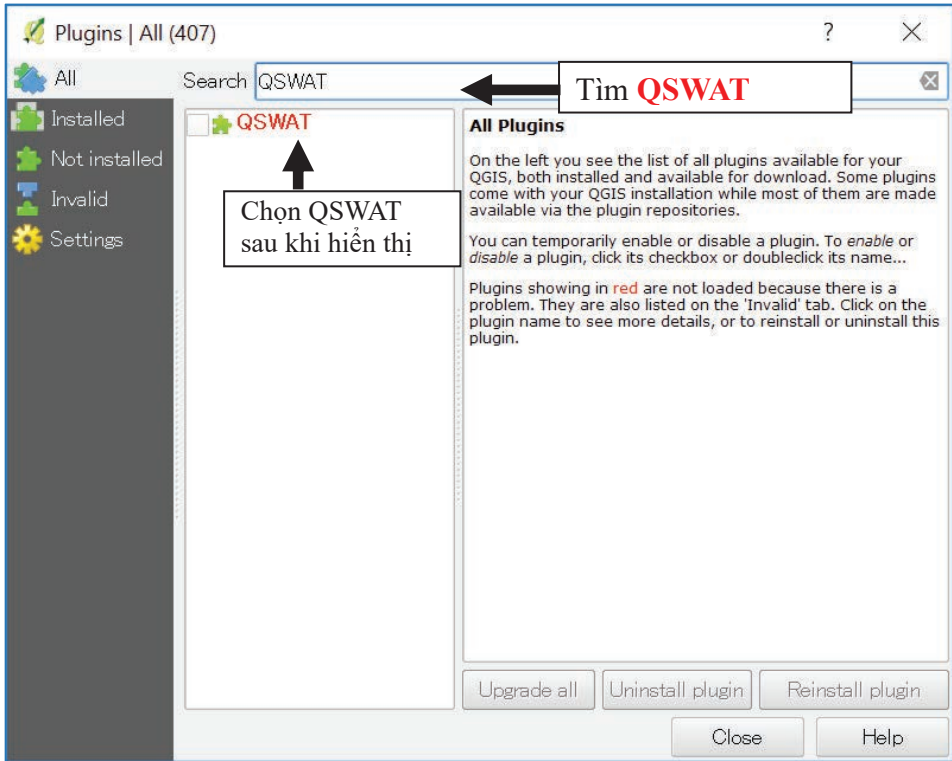 Plugins | All (407)
?
All
Search QSWAT
Tìm QSWAT
Installed
Not installed
Invalid
Settings
QSWAT
Chọn QSWAT
sau khi hiển thị
All Plugins
On the left you see the list of all plugins available for your
QGIS, both installed and available for download. Some plugins
come with your QGIS installation while most of them are made
available via the plugin repositories.
You can temporarily enable or disable a plugin. To enable or
disable a plugin, click its checkbox or doubleclick its name...
Plugins showing in red are not loaded because there is a
problem. They are also listed on the 'Invalid' tab. Click on the
plugin name to see more details, or to reinstall or uninstall this
plugin.
Upgrade all
Uninstall plugin
Reinstall plugin
Close
Help